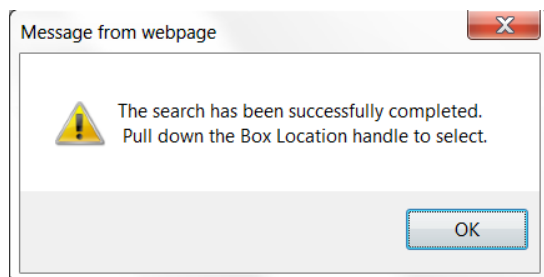 Message from webpage
The search has been successfully completed.
Pull down the Box Location handle to select.
OK